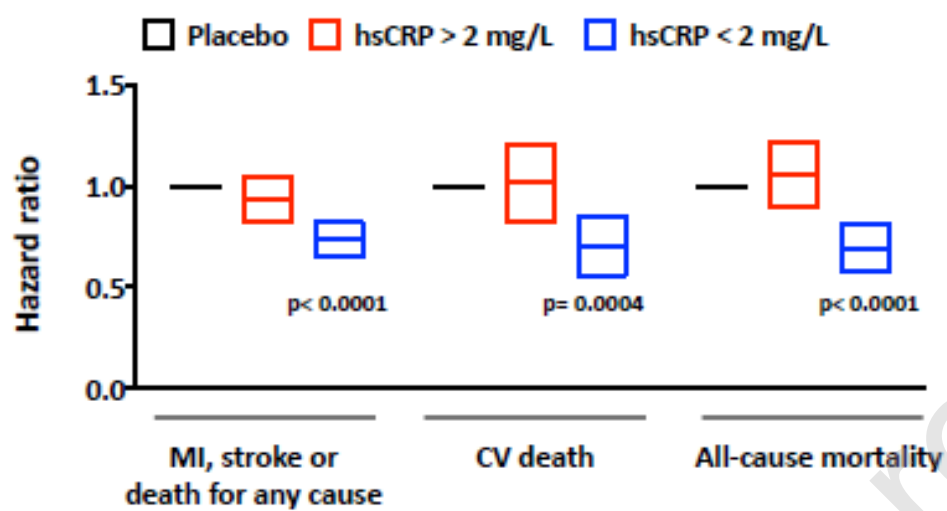 Placebo hsCRP > 2 mg/L hsCRP < 2 mg/L
Hazard ratio
1.5
1.0
0.5
0.0
p< 0.0001 p= 0.0004 p< 0.0001
MI, stroke or CV death All-cause mortality
death for any cause